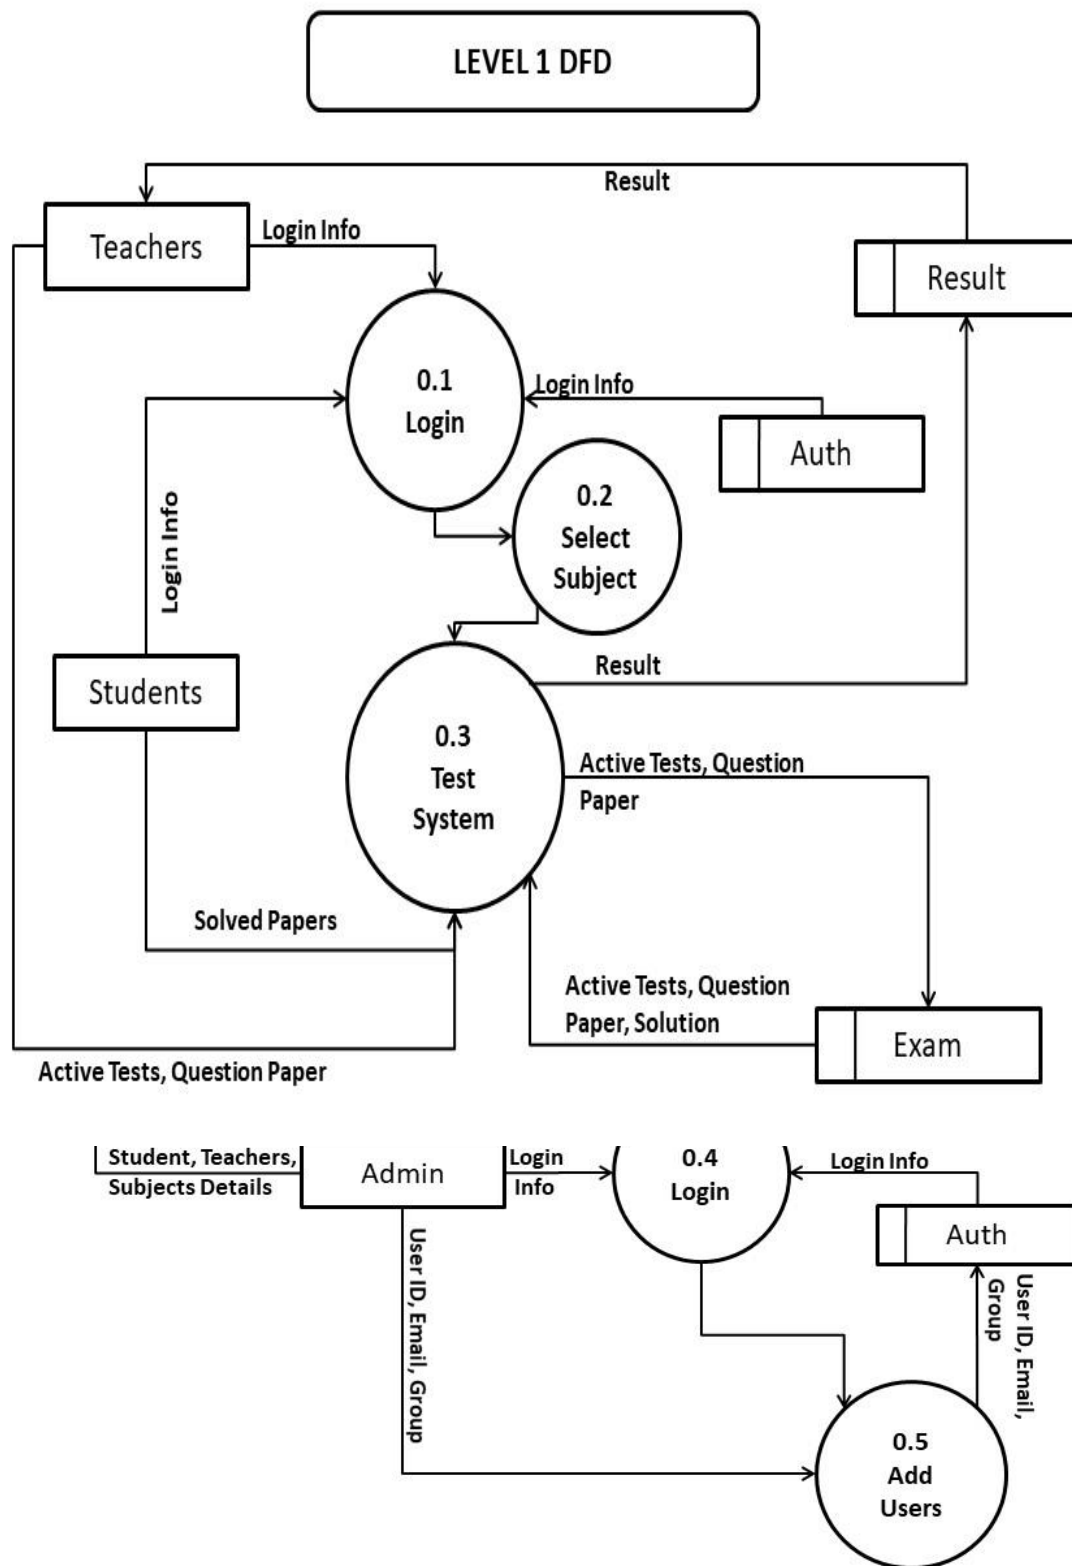 LEVEL 1 DFD
Result
Teachers
Login Info
Result
0.1
Login
Login Info
Auth
0.2
Select
Subject
Login Info
Students
Result
0.3
Test
System
Active Tests, Question
Paper
Solved Papers
Active Tests, Question
Paper, Solution
Exam
Active Tests, Question Paper
Student, Teachers,
Subjects Details
Admin
Login
Info
0.4
Login
Login Info
Auth
User ID, Email, Group
User ID, Email,
Group
0.5
Add
Users